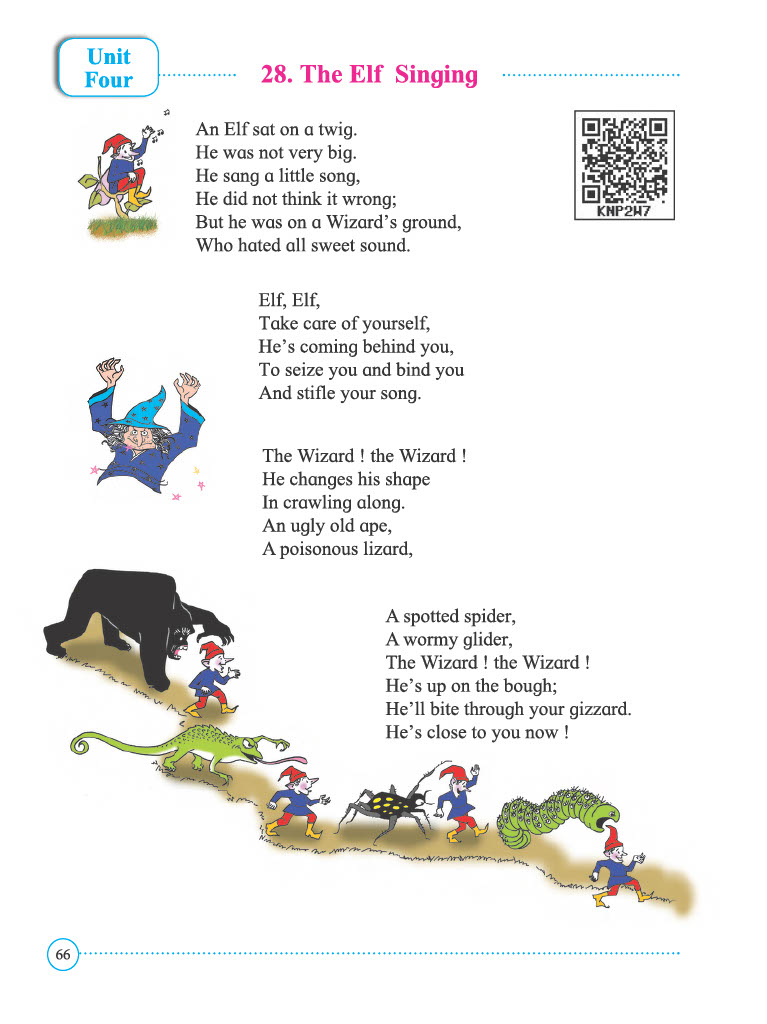 Unit
Four
28. The Elf Singing
An Elf sat on a twig.
He was not very big.
He sang a little song,
He did not think it wrong;
But he was on a Wizard's ground,
Who hated all sweet sound.
KNP2W7
Elf, Elf,
Take care of yourself,
He's coming behind you,
To seize you and bind you
And stifle your song.
The Wizard ! the Wizard !
He changes his shape
In crawling along.
An ugly old ape,
A poisonous lizard,
A spotted spider,
A wormy glider,
The Wizard ! the Wizard !
He's up on the bough;
He'll bite through your gizzard.
He's close to you now !
66